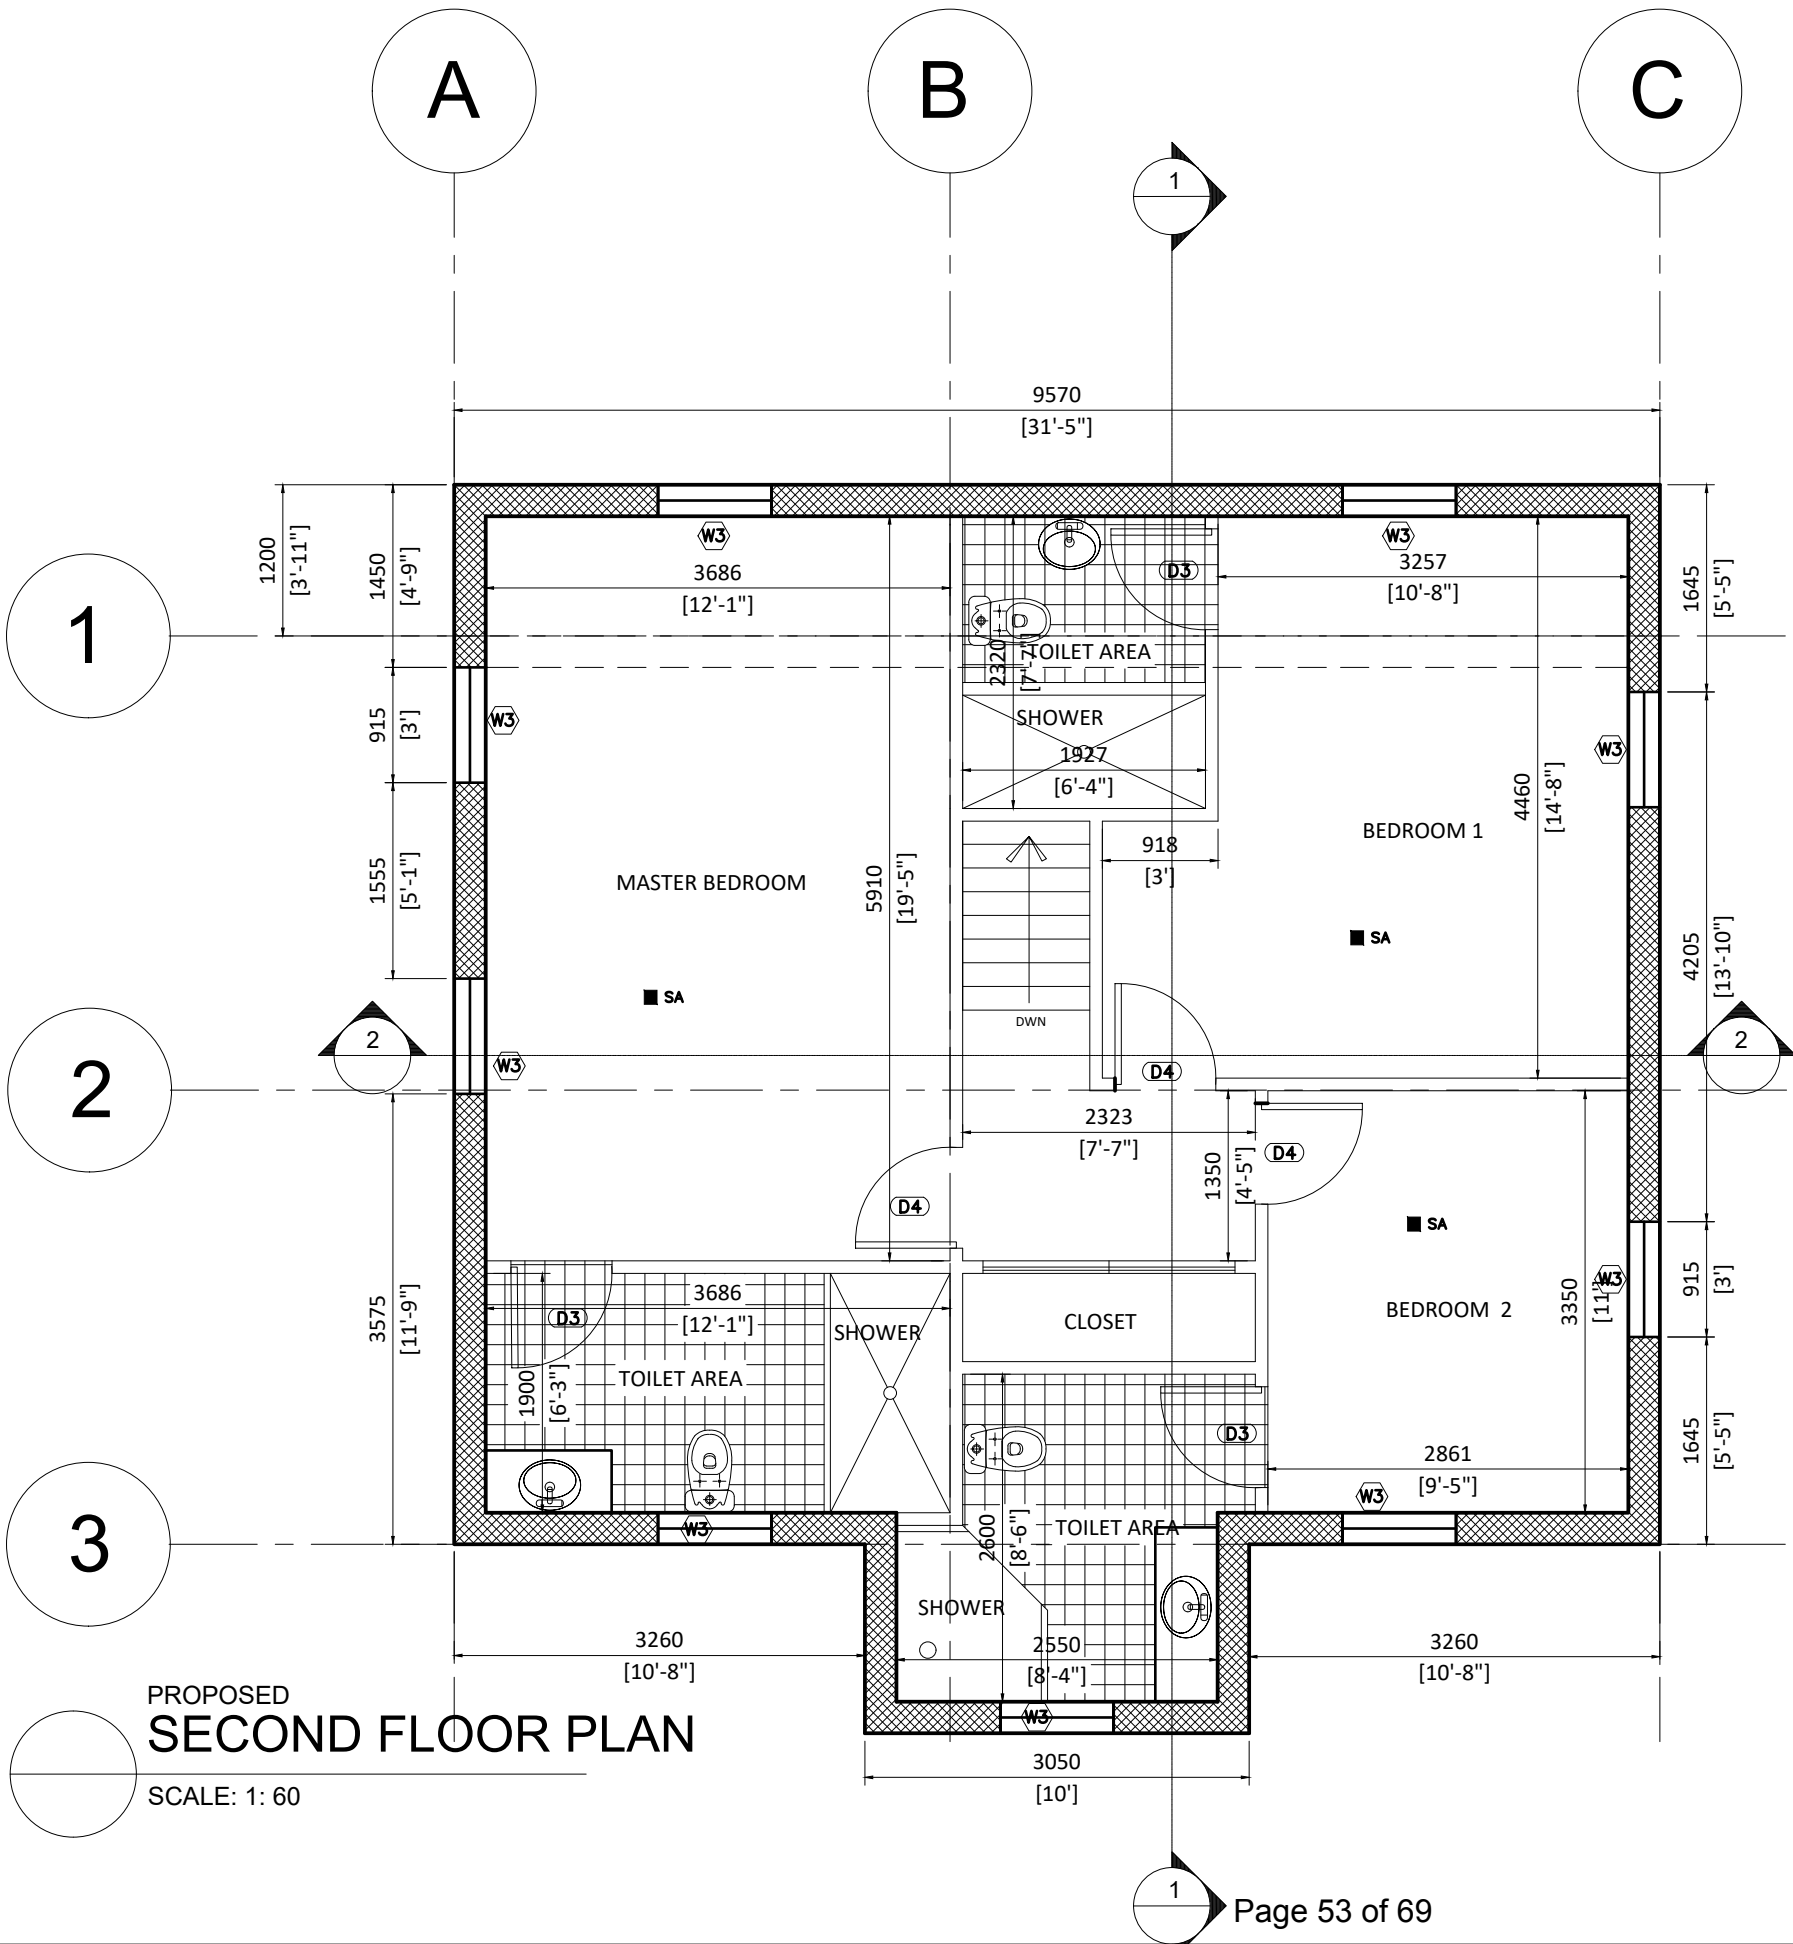 A
B
C
1
9570
[31'-5"]
1200
[3'-11"]
1450
[4'-9"]
W3
W3
1645
[5'-5"]
D3
3686
[12'-1"]
3257
[10'-8"]
1
2320
[7'-7"]
TOILET AREA
W3
915
[3']
SHOWER
W3
1927
[6'-4"]
4460
[14'-8"]
BEDROOM 1
918
[3']
1555
[5'-1"]
MASTER BEDROOM
5910
[19'-5"]
SA
4205
[13'-10"]
SA
DWN
2
2
2
W3
D4
2323
[7'-7"]
1350
[4'-5"]
D4
D4
SA
3686
[12'-1"]
D3
SHOWER
CLOSET
3575
[11'-9"]
3350
[11']
W3
915
[3']
BEDROOM 2
TOILET AREA
1900
[6'-3"]
D3
2861
[9'-5"]
1645
[5'-5"]
W3
3
W3
2600
[8'-6"]
TOILET AREA
SHOWER
3260
[10'-8"]
2550
[8'-4"]
3260
[10'-8"]
W3
PROPOSED
SECOND FLOOR PLAN
SCALE: 1: 60
3050
[10']
1
Page 53 of 69